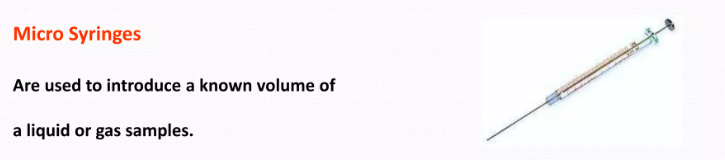 Micro Syringes
Are used to introduce a known volume of
a liquid or gas samples.